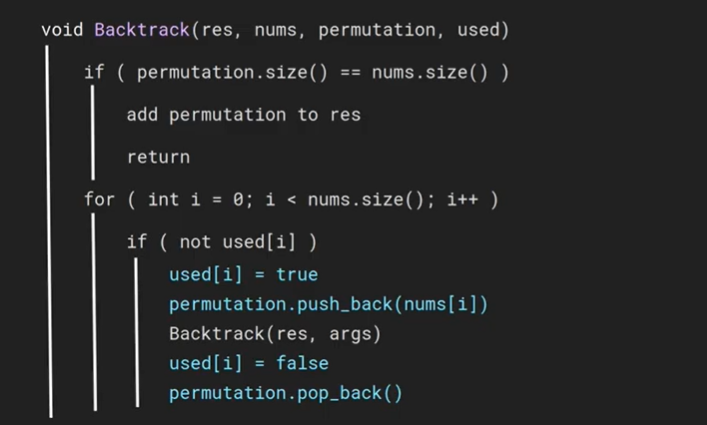 void Backtrack(res, nums, permutation, used)
if ( permutation.size() == nums.size() )
add permutation to res
return
for ( int i = 0; i < nums.size(); i++ )
if ( not used[i] )
used[i] = true
permutation.push_back(nums[i])
Backtrack(res, args)
used[i] = false
permutation.pop_back()